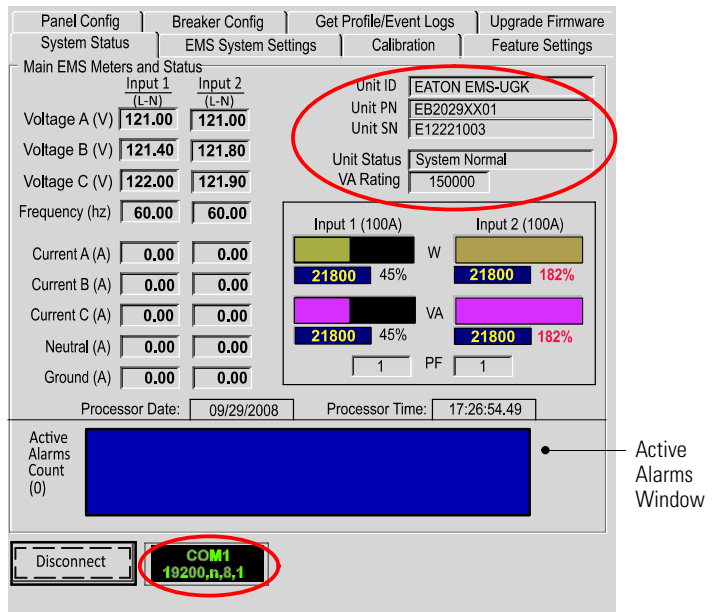 Panel Config Breaker Config Get Profile/Event Logs Upgrade Firmware
System Status EMS System Settings Calibration Feature Settings
Main EMS Meters and Status
Input 1 Input 2
(L-N) (L-N)
Voltage A (V) 121.00 121.00
Voltage B (V) 121.40 121.80
Voltage C (V) 122.00 121.90
Frequency (hz) 60.00 60.00
Current A (A) 0.00 0.00
Current B (A) 0.00 0.00
Current C (A) 0.00 0.00
Neutral (A) 0.00 0.00
Ground (A) 0.00 0.00
Unit ID EATON EMS-UGK
Unit PN EB2029XX01
Unit SN E12221003
Unit Status System Normal
VA Rating 150000
Input 1 (100A) Input 2 (100A)
W
21800 45% 21800 182%
VA
21800 45% 21800 182%
1 PF 1
Processor Date: 09/29/2008 Processor Time: 17:26:54.49
Active
Alarms
Count
(0)
Active
Alarms
Window
Disconnect
COM1
19200,n,8,1